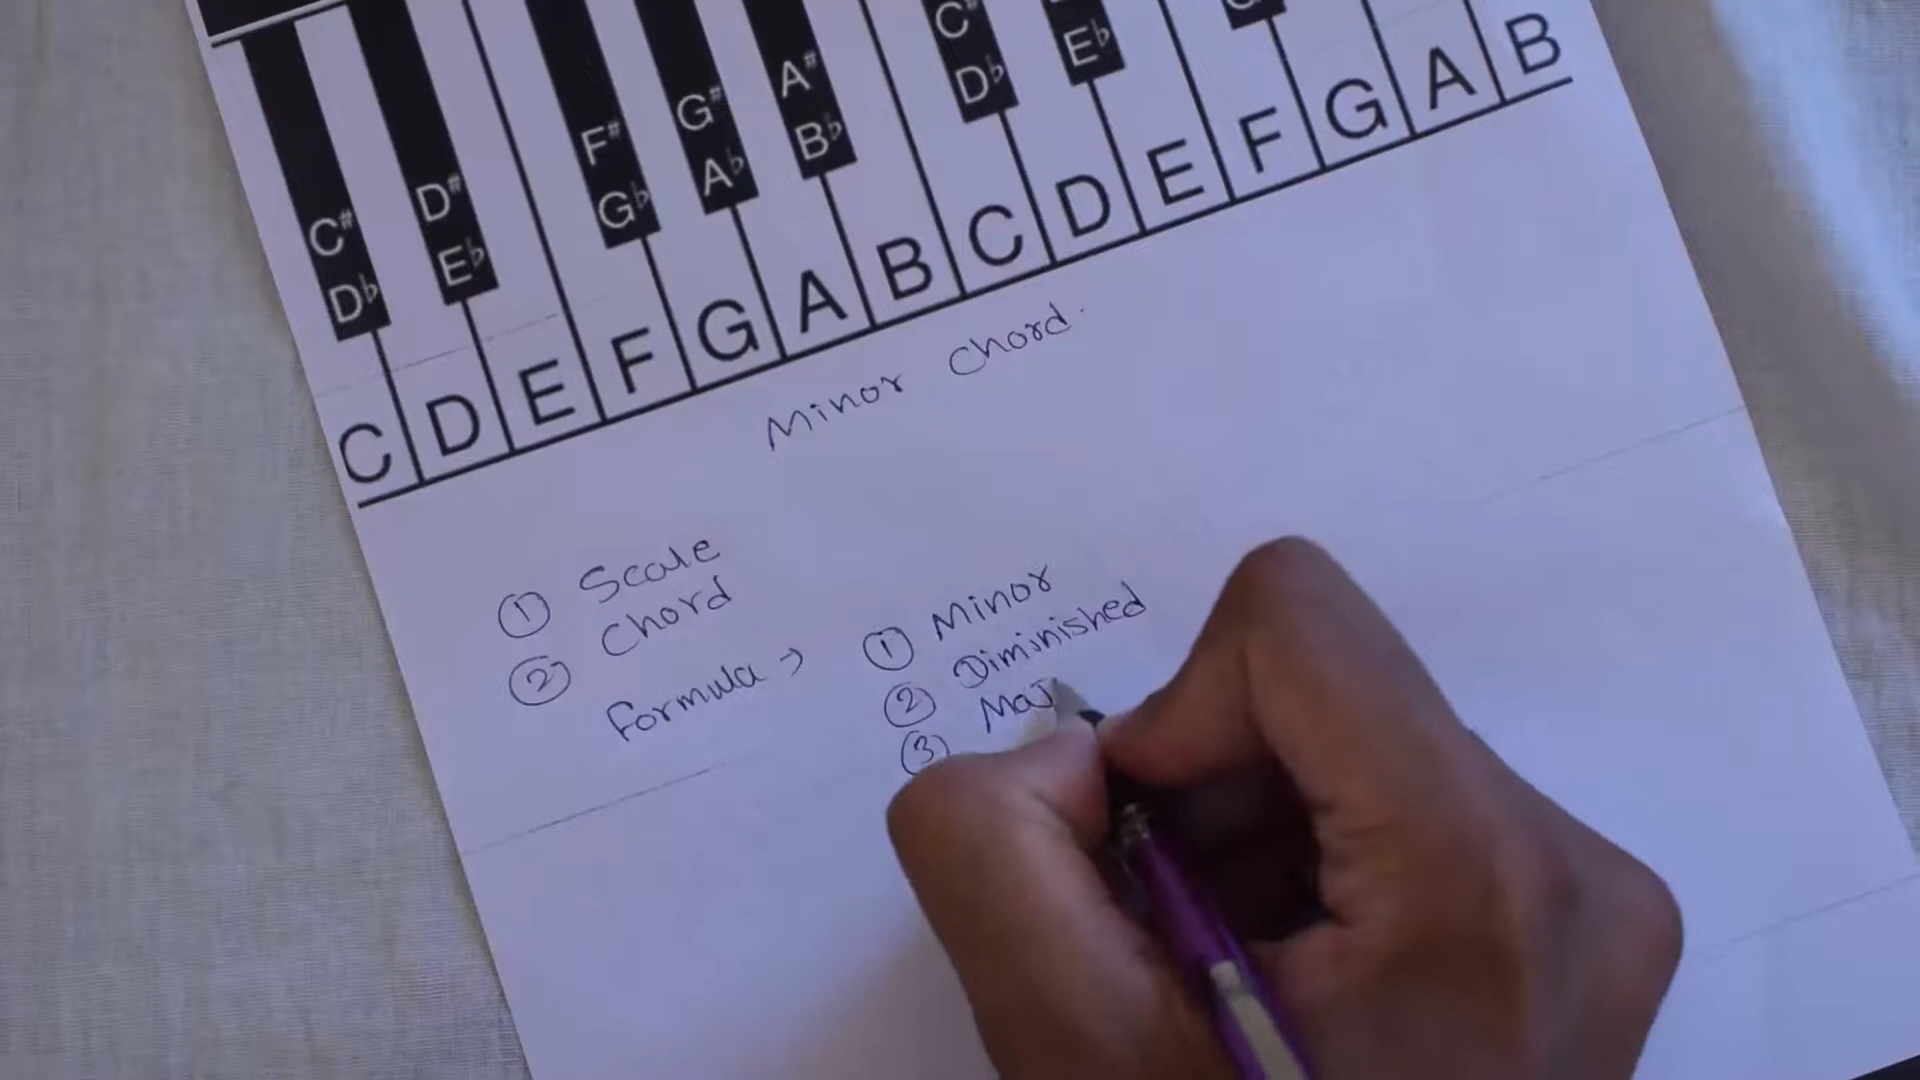 C# D# F# G# A# C#
Db Eb Gb Ab Bb Db Eb
C D E F G A B C D E F G A B
Minor Chord.
① Scale
② Chord
Formula → ① Minor
② Diminished
③ Maj